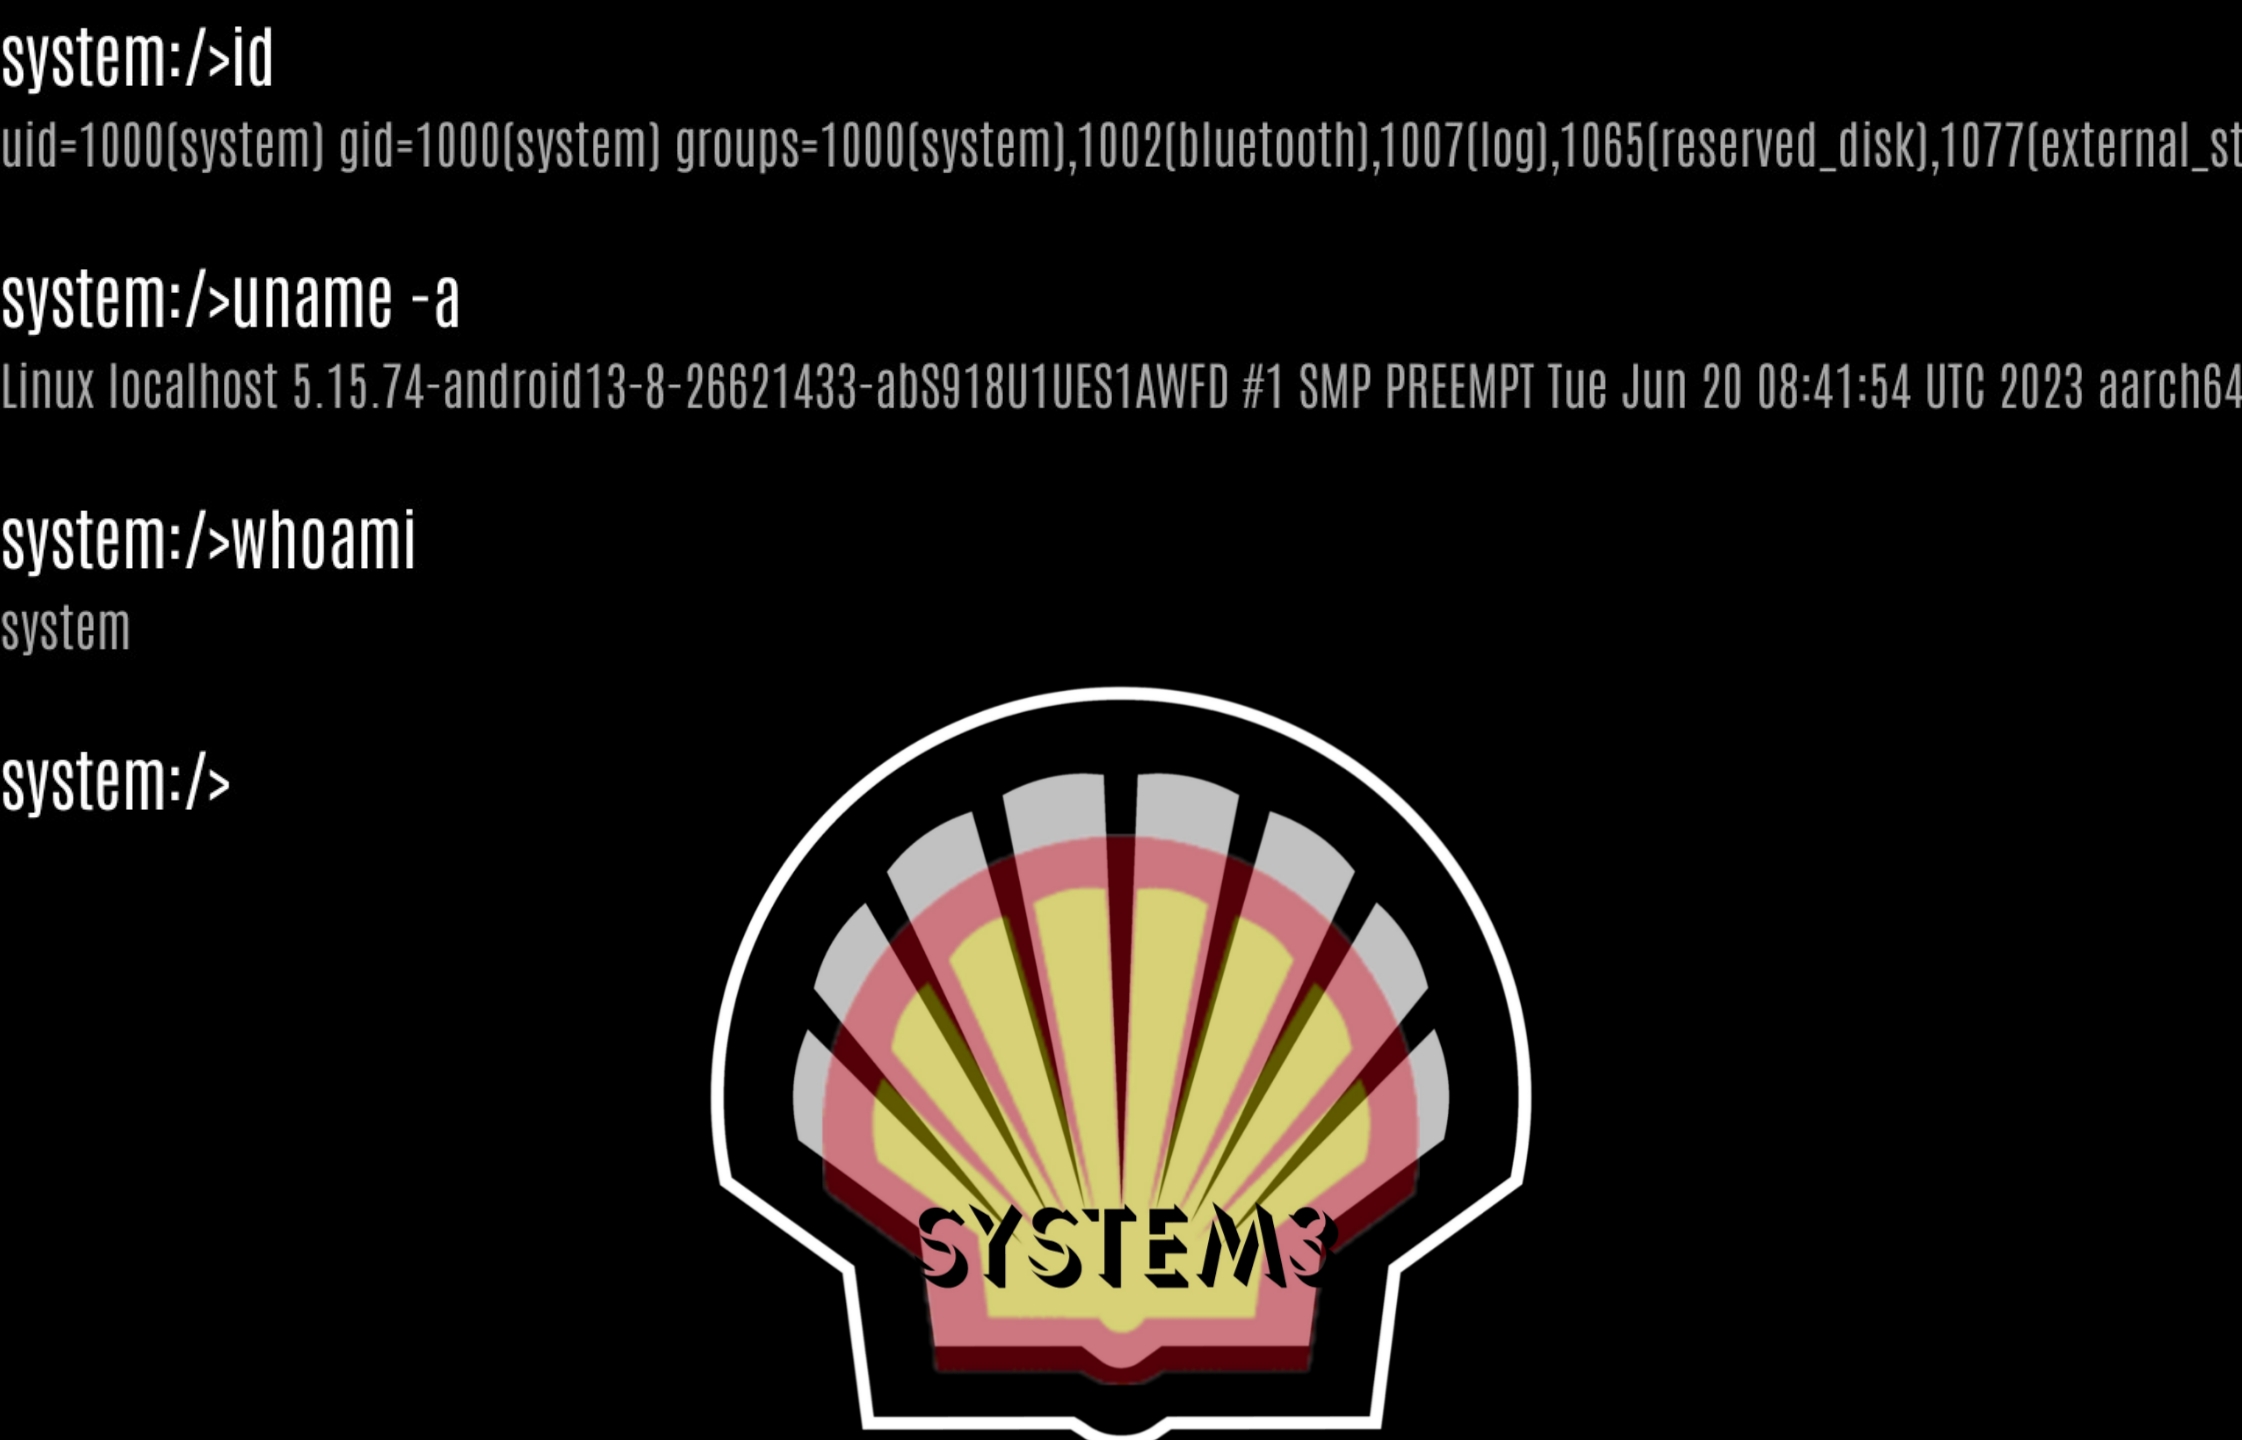 system:/>id
uid=1000(system) gid=1000(system) groups=1000(system),1002(bluetooth),1007(log),1065(reserved_disk),1077(external_st
system:/>uname -a
Linux localhost 5.15.74-android13-8-26621433-abS918U1UES1AWFD #1 SMP PREEMPT Tue Jun 20 08:41:54 UTC 2023 aarch64
system:/>whoami
system
system:/>
SYSTEM3